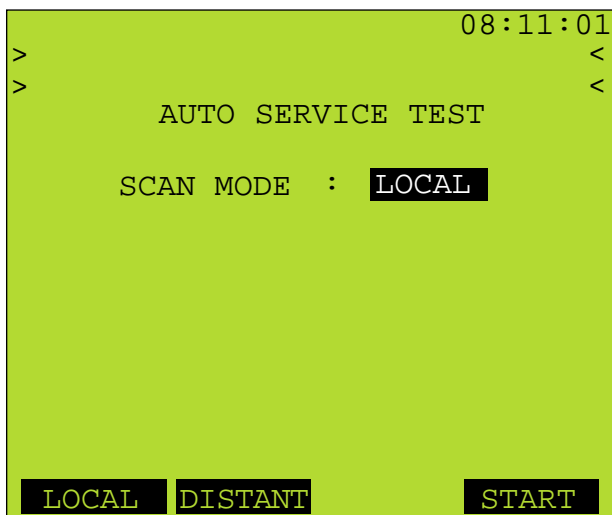 08:11:01
> <
> <
AUTO SERVICE TEST
SCAN MODE : LOCAL
LOCAL DISTANT START